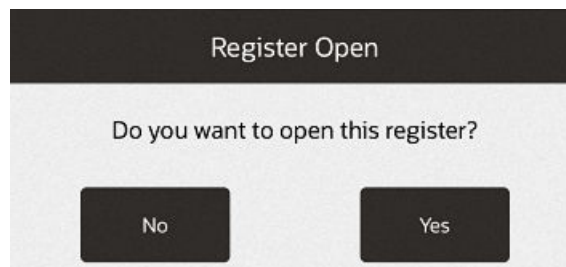 Register Open
Do you want to open this register?
No Yes